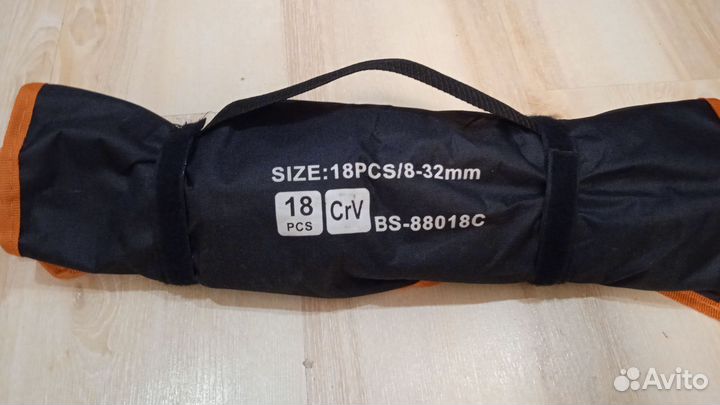 SIZE:18PCS/8-32mm
18 PCS CrV BS-88018C
Avito